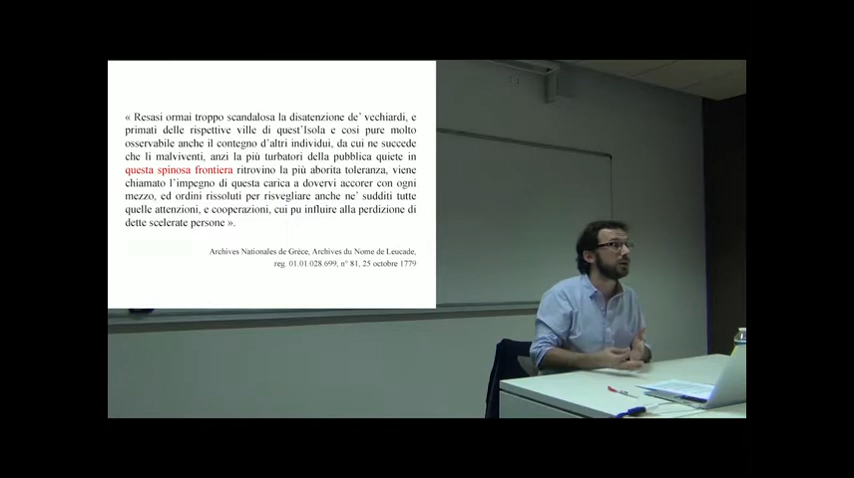 « Resasi ormai troppo scandalosa la disatenzione de' vechiardi, e
primati delle rispettive ville di quest'Isola e cosi pure molto
osservabile anche il contegno d'altri individui, da cui ne succede
che li malviventi, anzi la più turbatori della pubblica quiete in
questa spinosa frontiera ritrovino la più aborita toleranza, viene
chiamato l'impegno di questa carica a dovervi accorer con ogni
mezzo, ed ordini rissoluti per risvegliare anche ne' sudditi tutte
quelle attenzioni, e cooperazioni, cui pu influire alla perdizione di
dette scelerate persone ».
Archives Nationales de Grèce, Archives du Nome de Leucade,
reg. 01.01.028.699, n° 81, 25 octobre 1779